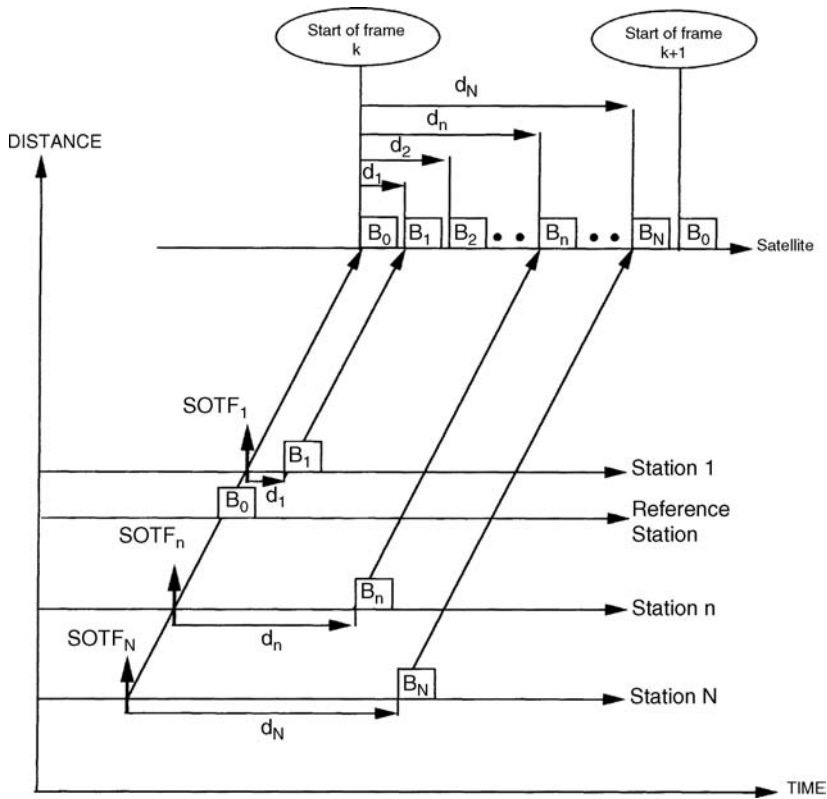 Start of frame
k
Start of frame
k+1
dN
dn
d2
d1
DISTANCE
B0 B1 B2 • • Bn • • BN B0
Satellite
SOTF1
B1
Station 1
d1
B0
Reference
Station
SOTFn
Bn
Station n
dn
SOTFN
BN
Station N
dN
TIME